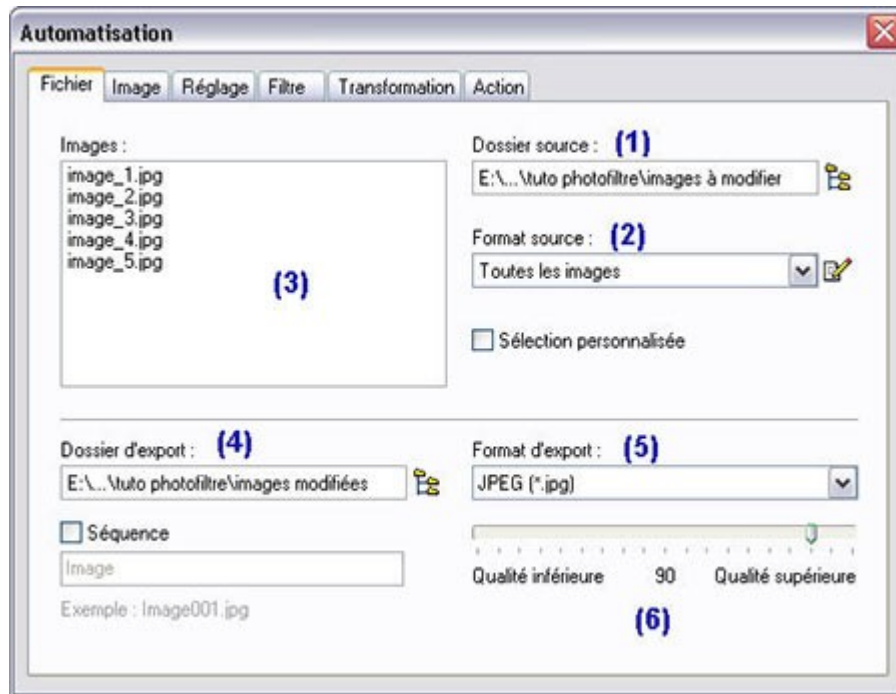 Automatisation
Fichier Image Réglage Filtre Transformation Action
Images :
image_1.jpg
image_2.jpg
image_3.jpg
image_4.jpg
image_5.jpg
(3)
Dossier source : (1)
E:\...\tuto photofiltre\images à modifier
Format source : (2)
Toutes les images
Sélection personnalisée
Dossier d'export : (4)
E:\...\tuto photofiltre\images modifiées
Séquence
Image
Exemple : Image001.jpg
Format d'export : (5)
JPEG (*.jpg)
Qualité inférieure 90 Qualité supérieure
(6)